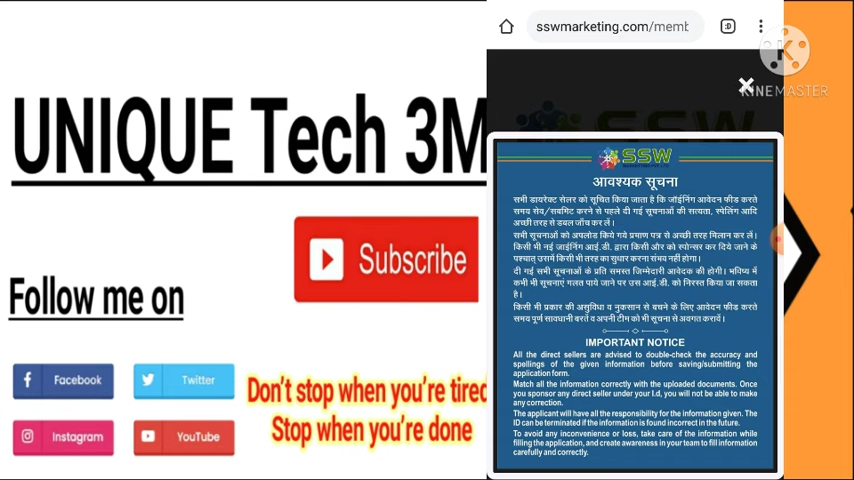 UNIQUE Tech 3M
Subscribe
Follow me on
Facebook
Twitter
Instagram
YouTube
Don't stop when you're tired
Stop when you're done
sswmarketing.com/memb
:D
KINEMASTER
SSW
आवश्यक सूचना
सभी डायरेक्ट सेलर को सूचित किया जाता है कि जॉईनिंग आवेदन फीड करते
समय सेव/सबमिट करने से पहले दी गई सूचनाओं की सत्यता, स्पेलिंग आदि
अच्छी तरह से डबल जाँच कर लें।
सभी सूचनाओं को अपलोड किये गये प्रमाण पत्र से अच्छी तरह मिलान कर लें।
किसी भी नई जाईनिंग आई.डी. द्वारा किसी और को स्पोन्सर कर दिये जाने के
पश्चात् उसमें किसी भी तरह का सुधार करना संभव नहीं होगा।
दी गई सभी सूचनाओं के प्रति समस्त जिम्मेदारी आवेदक की होगी। भविष्य में
कभी भी सूचनाएं गलत पाये जाने पर उस आई.डी. को निरस्त किया जा सकता
है।
किसी भी प्रकार की असुविधा व नुकसान से बचने के लिए आवेदन फीड करते
समय पूर्ण सावधानी बरतें व अपनी टीम को भी सूचना से अवगत करावें।
IMPORTANT NOTICE
All the direct sellers are advised to double-check the accuracy and
spellings of the given information before saving/submitting the
application form.
Match all the information correctly with the uploaded documents. Once
you sponsor any direct seller under your I.d, you will not be able to make
any correction.
The applicant will have all the responsibility for the information given. The
ID can be terminated if the information is found incorrect in the future.
To avoid any inconvenience or loss, take care of the information while
filling the application, and create awareness in your team to fill information
carefully and correctly.